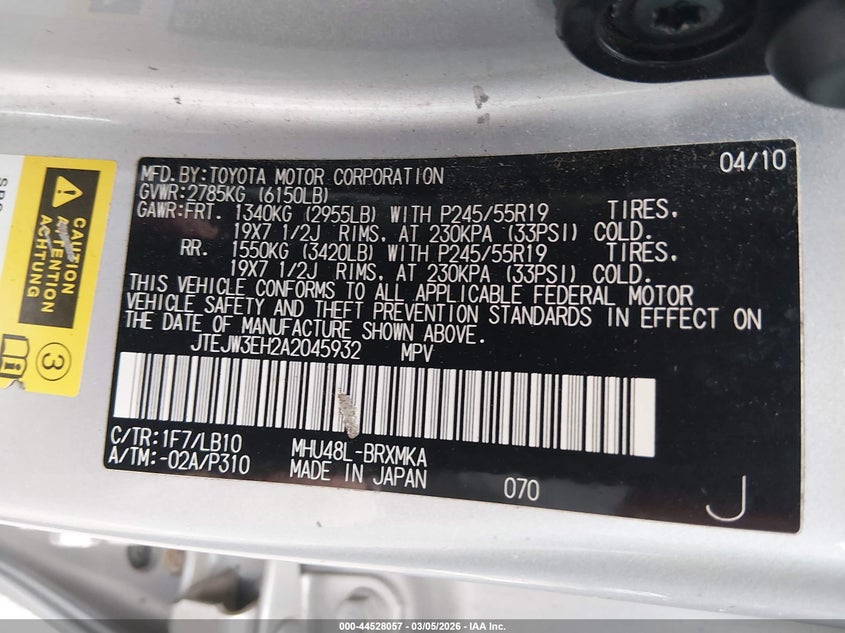 MFD. BY: TOYOTA MOTOR CORPORATION 04/10
GVWR: 2785KG (6150LB)
GAWR: FRT. 1340KG (2955LB) WITH P245/55R19 TIRES,
19X7 1/2J RIMS, AT 230KPA (33PSI) COLD.
RR. 1550KG (3420LB) WITH P245/55R19 TIRES,
19X7 1/2J RIMS, AT 230KPA (33PSI) COLD.
THIS VEHICLE CONFORMS TO ALL APPLICABLE FEDERAL MOTOR
VEHICLE SAFETY AND THEFT PREVENTION STANDARDS IN EFFECT ON
THE DATE OF MANUFACTURE SHOWN ABOVE.
JTEJW3EH2A2045932 MPV
C/TR: 1F7/LB10 MHU48L-BRXMKA
A/TM: -02A/P310 MADE IN JAPAN 070 J
CAUTION
ATTENTION
ACHTUNG
3
000-44528057 - 03/05/2026 - IAA Inc.